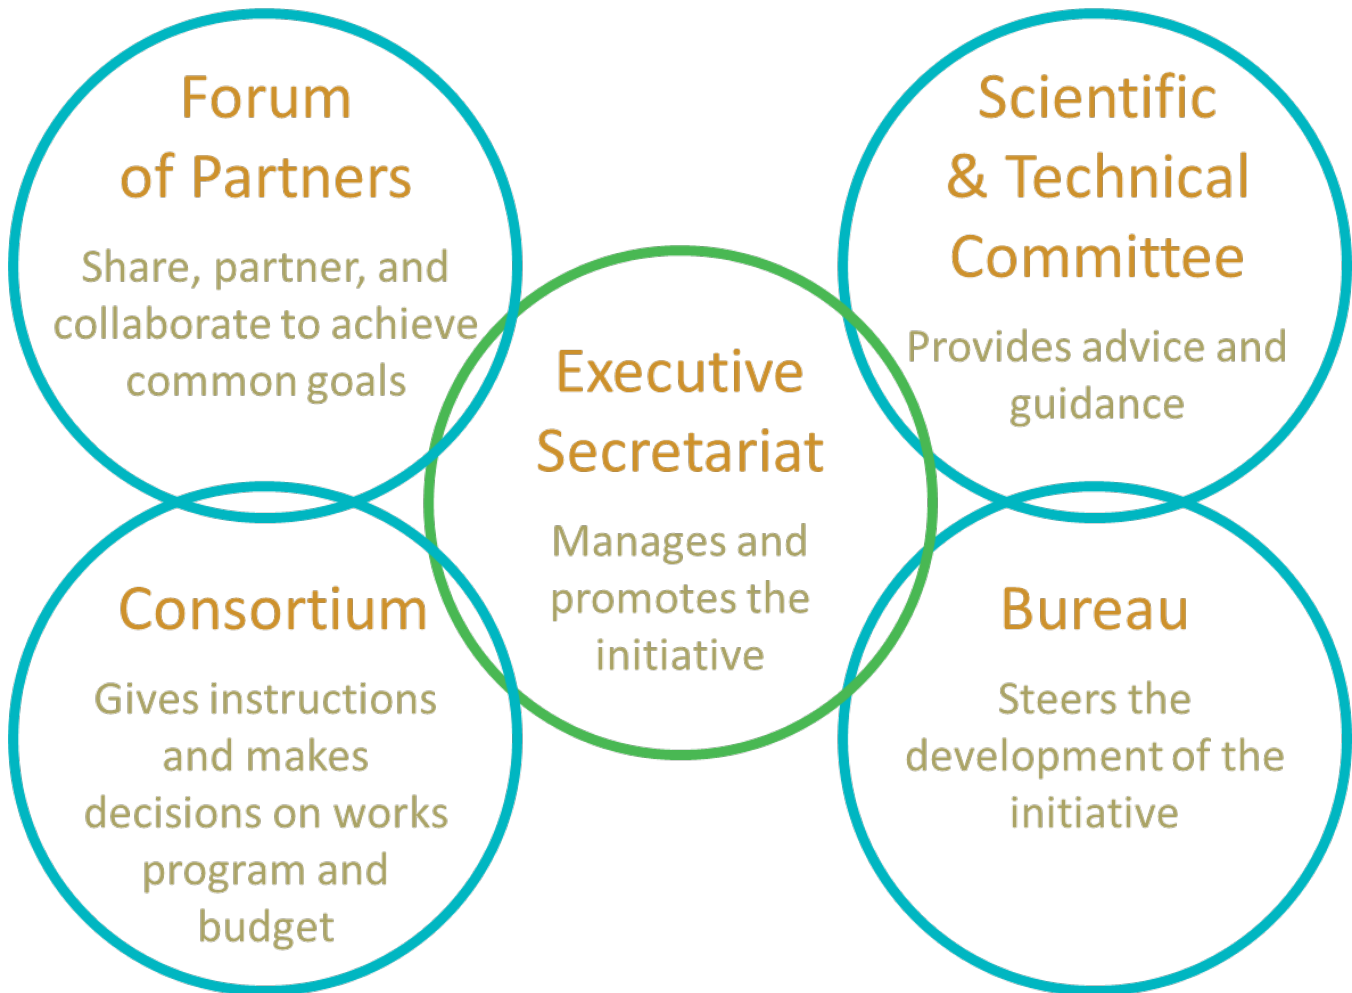 Forum
of Partners
Share, partner, and
collaborate to achieve
common goals
Scientific
& Technical
Committee
Provides advice and
guidance
Executive
Secretariat
Manages and
promotes the
initiative
Consortium
Gives instructions
and makes
decisions on works
program and
budget
Bureau
Steers the
development of the
initiative